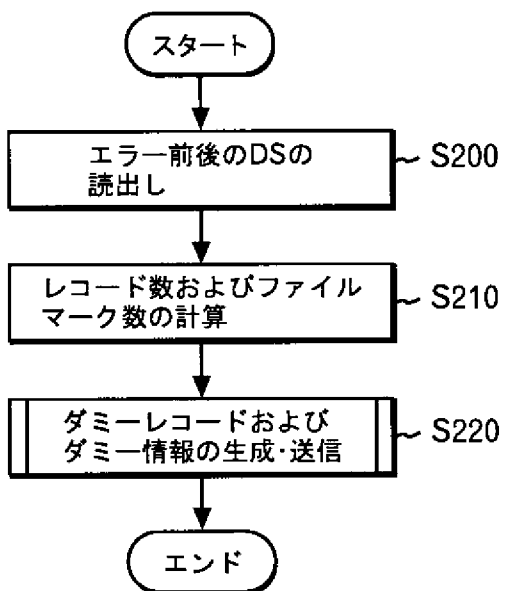 スタート
エラー前後のDSの
読出し
S200
レコード数およびファイル
マーク数の計算
S210
ダミーレコードおよび
ダミー情報の生成・送信
S220
エンド